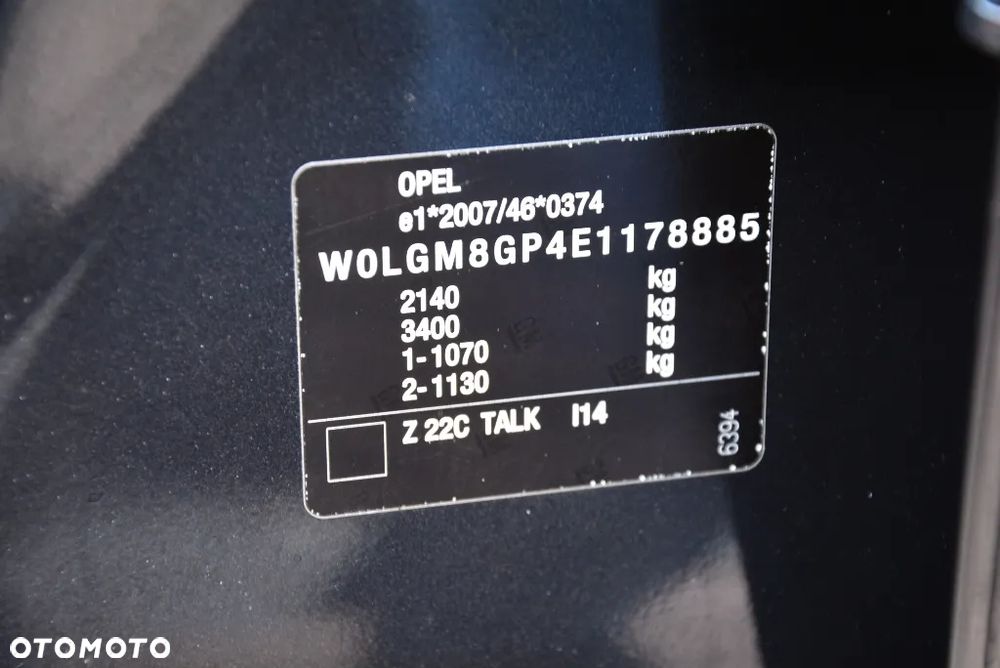 OPEL
e1*2007/46*0374
W0LGM8GP4E1178885
2140 kg
3400 kg
1-1070 kg
2-1130 kg
Z 22C TALK I14
6394
OTOMOTO